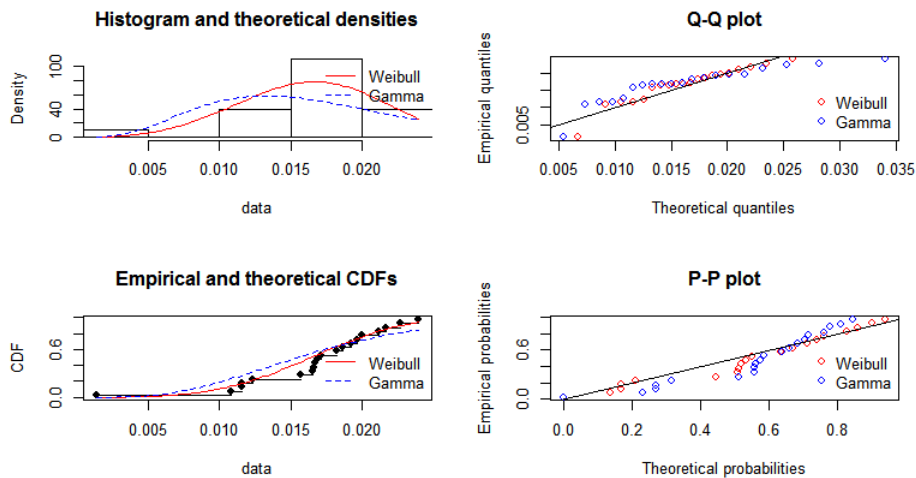 Histogram and theoretical densities
Density
0 40 100
Weibull
Gamma
0.005 0.010 0.015 0.020
data
Q-Q plot
Empirical quantiles
0.005
Weibull
Gamma
0.005 0.010 0.015 0.020 0.025 0.030 0.035
Theoretical quantiles
Empirical and theoretical CDFs
CDF
0.0 0.6
Weibull
Gamma
0.005 0.010 0.015 0.020
data
P-P plot
Empirical probabilities
0.0 0.6
Weibull
Gamma
0.0 0.2 0.4 0.6 0.8
Theoretical probabilities